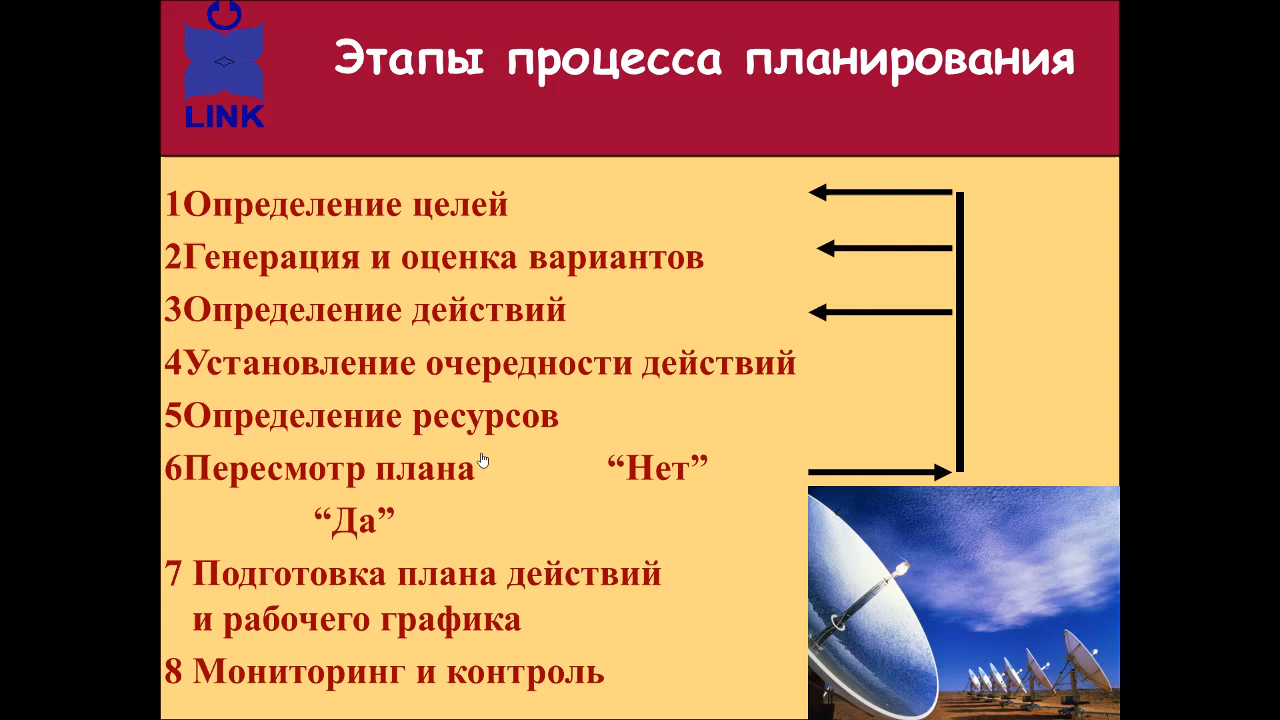 LINK
Этапы процесса планирования
1Определение целей
2Генерация и оценка вариантов
3Определение действий
4Установление очередности действий
5Определение ресурсов
6Пересмотр плана “Нет”
“Да”
7 Подготовка плана действий
и рабочего графика
8 Мониторинг и контроль